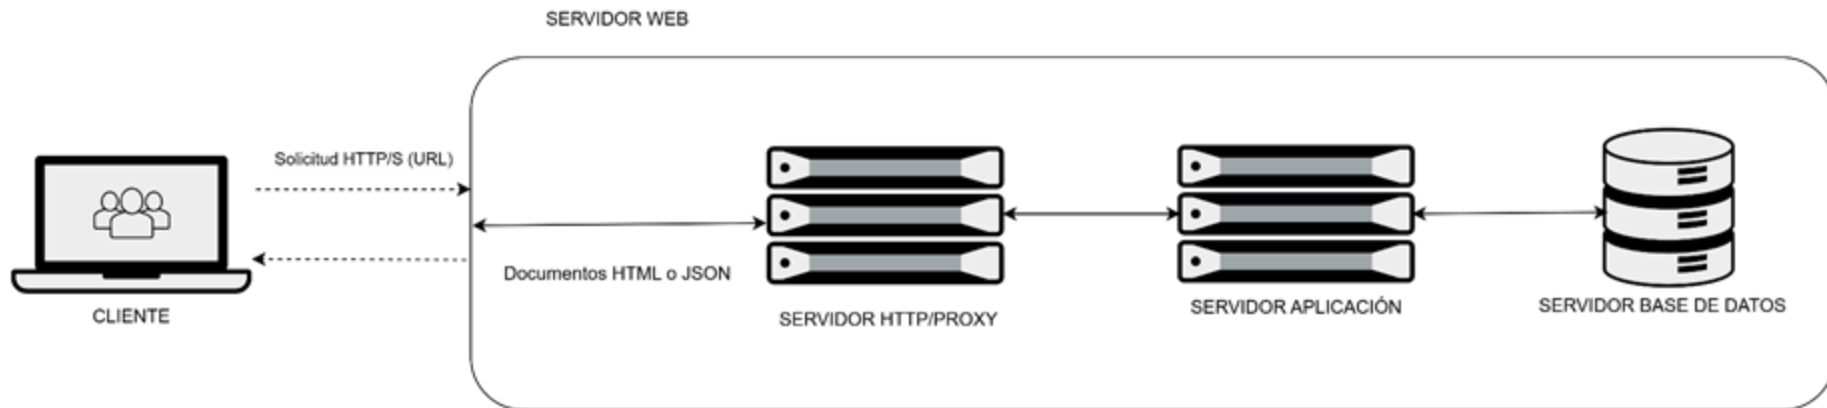 SERVIDOR WEB
Solicitud HTTP/S (URL)
Documentos HTML o JSON
CLIENTE
SERVIDOR HTTP/PROXY
SERVIDOR APLICACIÓN
SERVIDOR BASE DE DATOS